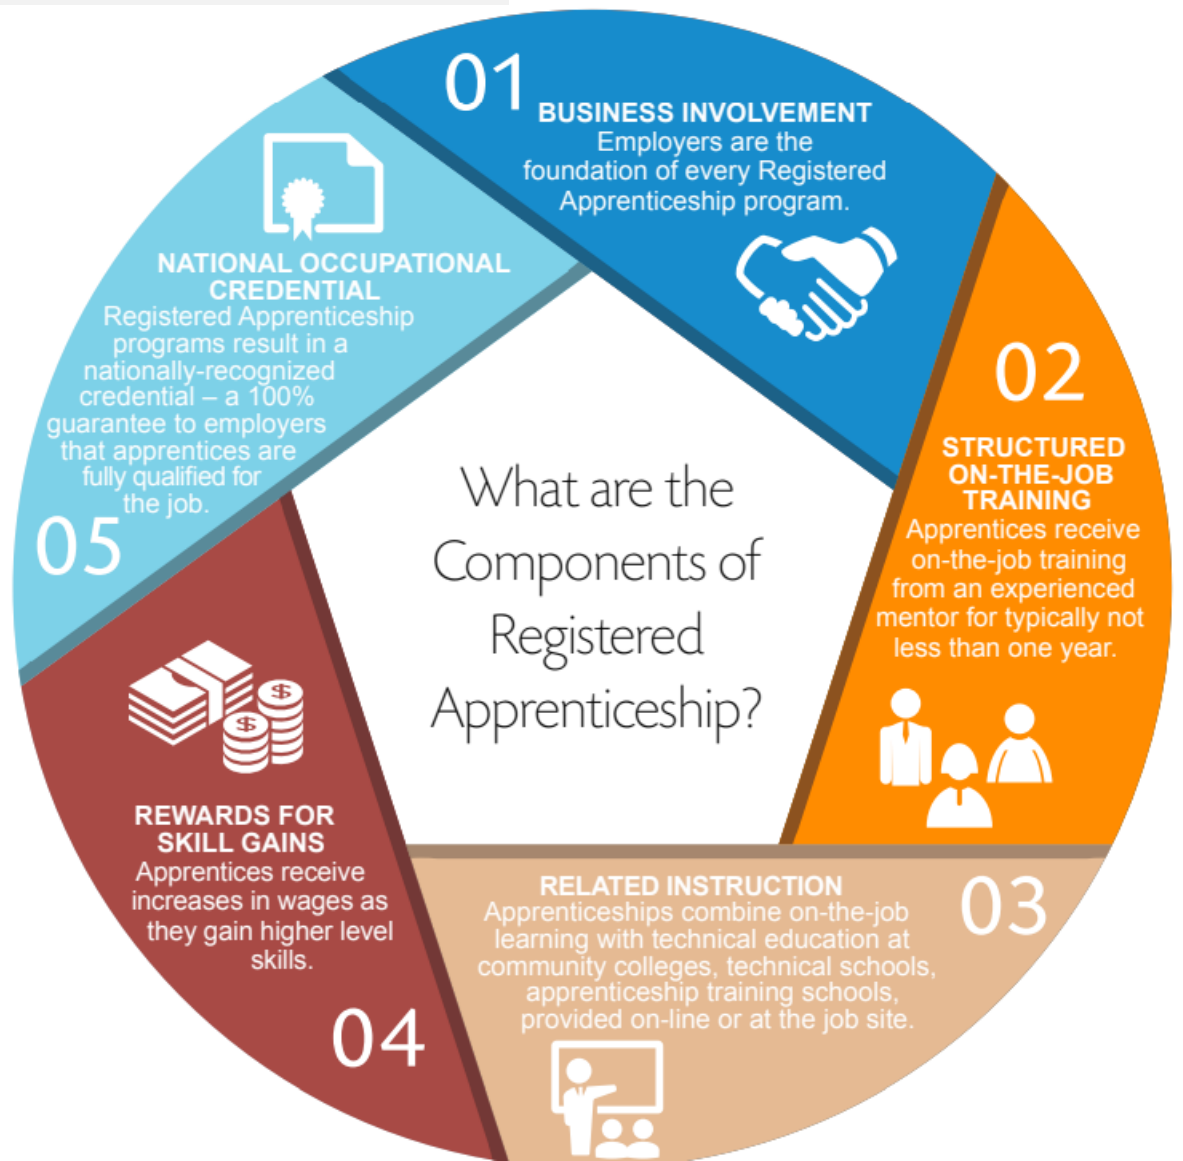 01
BUSINESS INVOLVEMENT
Employers are the
foundation of every Registered
Apprenticeship program.
02
STRUCTURED
ON-THE-JOB
TRAINING
Apprentices receive
on-the-job training
from an experienced
mentor for typically not
less than one year.
03
RELATED INSTRUCTION
Apprenticeships combine on-the-job
learning with technical education at
community colleges, technical schools,
apprenticeship training schools,
provided on-line or at the job site.
04
REWARDS FOR
SKILL GAINS
Apprentices receive
increases in wages as
they gain higher level
skills.
$
$
05
NATIONAL OCCUPATIONAL
CREDENTIAL
Registered Apprenticeship
programs result in a
nationally-recognized
credential – a 100%
guarantee to employers
that apprentices are
fully qualified for
the job.
What are the
Components of
Registered
Apprenticeship?